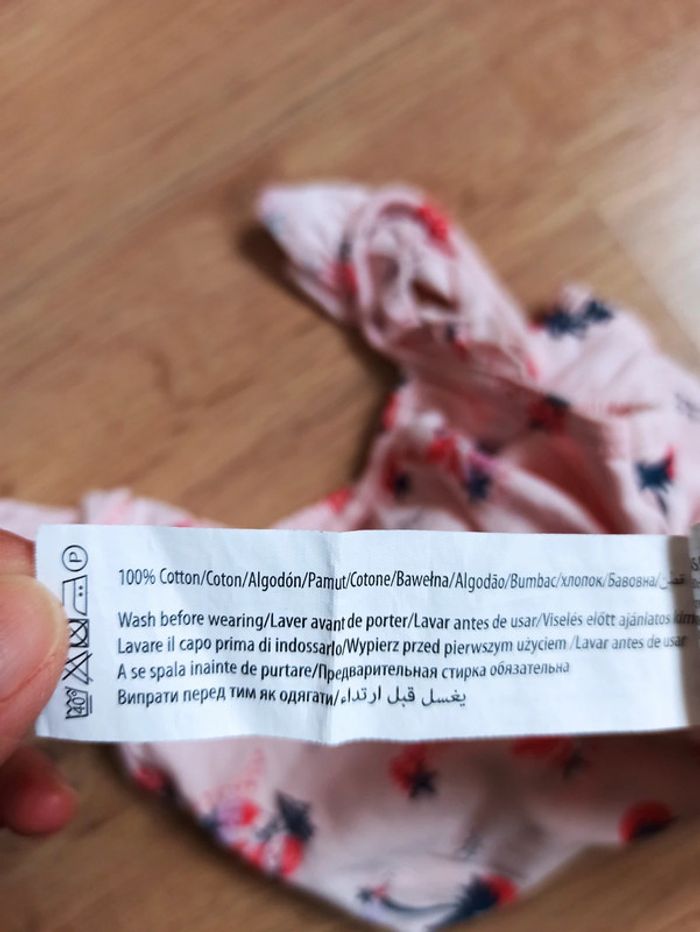 100% Cotton/Coton/Algodón/Pamut/Cotone/Bawełna/Algodão/Bumbac/хлопок/Бавовна/
Wash before wearing/Laver avant de porter/Lavar antes de usar/Viselés előtt ajánlatos
Lavare il capo prima di indossarlo/Wypierz przed pierwszym użyciem /Lavar antes de usar
A se spala inainte de purtare/Предварительная стирка обязательна
Випрати перед тим як одягати/يغسل قبل ارتداء
P
40°